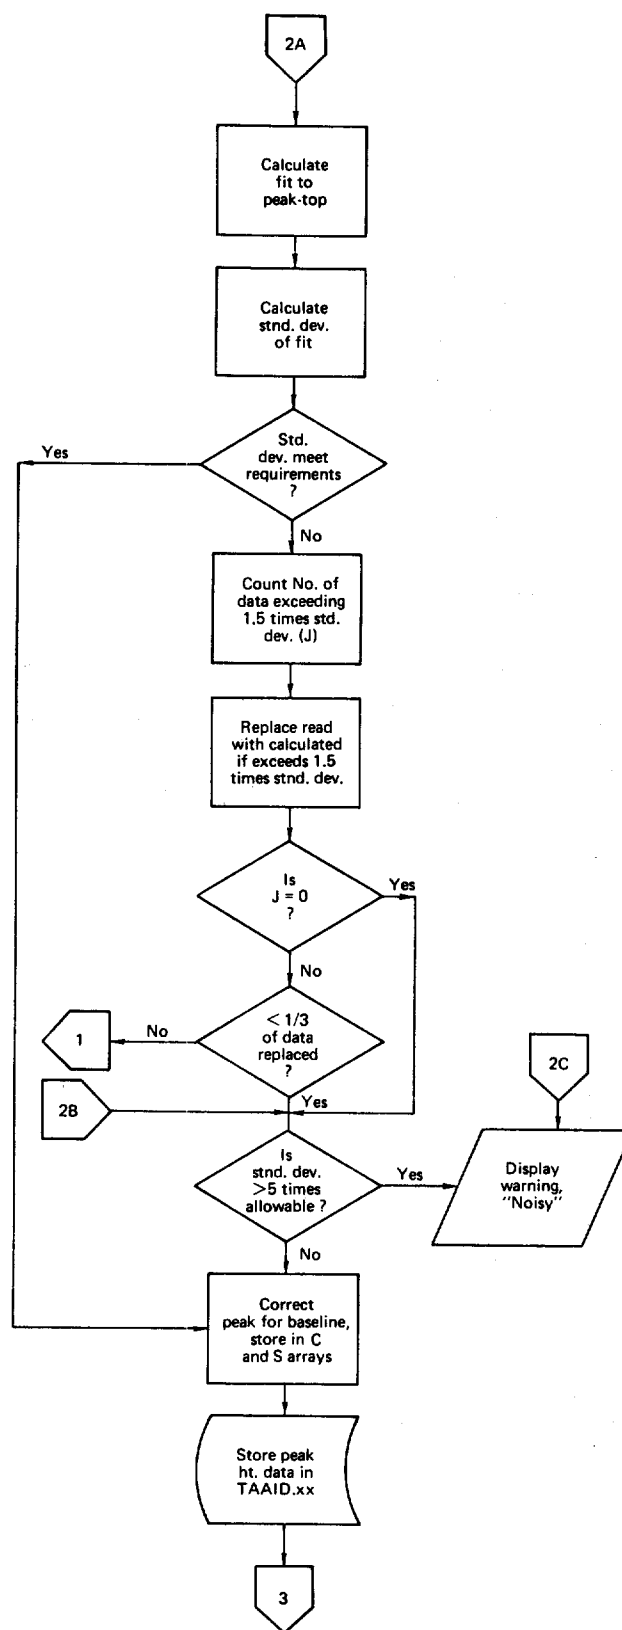 2A
Calculate
fit to
peak-top
Calculate
stnd. dev.
of fit
Yes
Std.
dev. meet
requirements
?
No
Count No. of
data exceeding
1.5 times std.
dev. (J)
Replace read
with calculated
if exceeds 1.5
times stnd. dev.
Is
J = 0
?
Yes
No
1
No
< 1/3
of data
replaced
?
2C
2B
Yes
Is
stnd. dev.
>5 times
allowable ?
Yes
Display
warning,
"Noisy"
No
Correct
peak for baseline,
store in C
and S arrays
Store peak
ht. data in
TAAID.xx
3